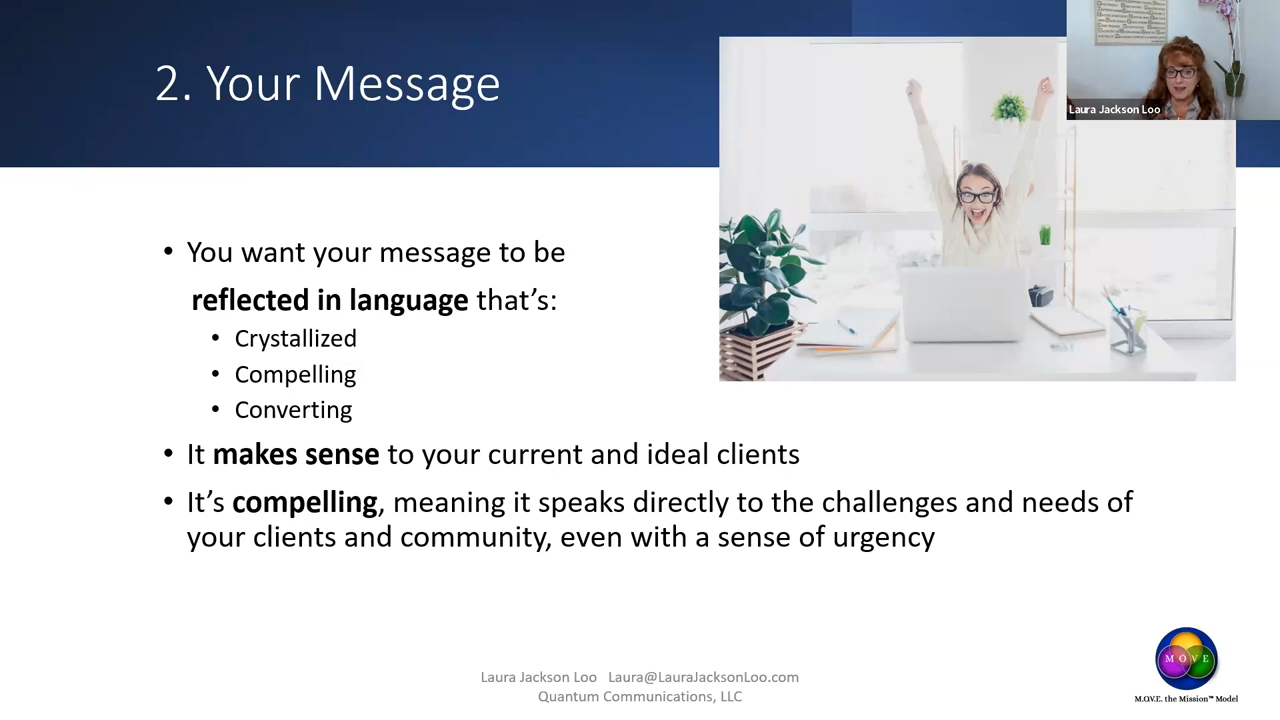 2. Your Message
Laura Jackson Loo
• You want your message to be
reflected in language that’s:
• Crystallized
• Compelling
• Converting
• It makes sense to your current and ideal clients
• It’s compelling, meaning it speaks directly to the challenges and needs of
your clients and community, even with a sense of urgency
Laura Jackson Loo Laura@LauraJacksonLoo.com
Quantum Communications, LLC
M O V E
M.O.V.E. the Mission™ Model